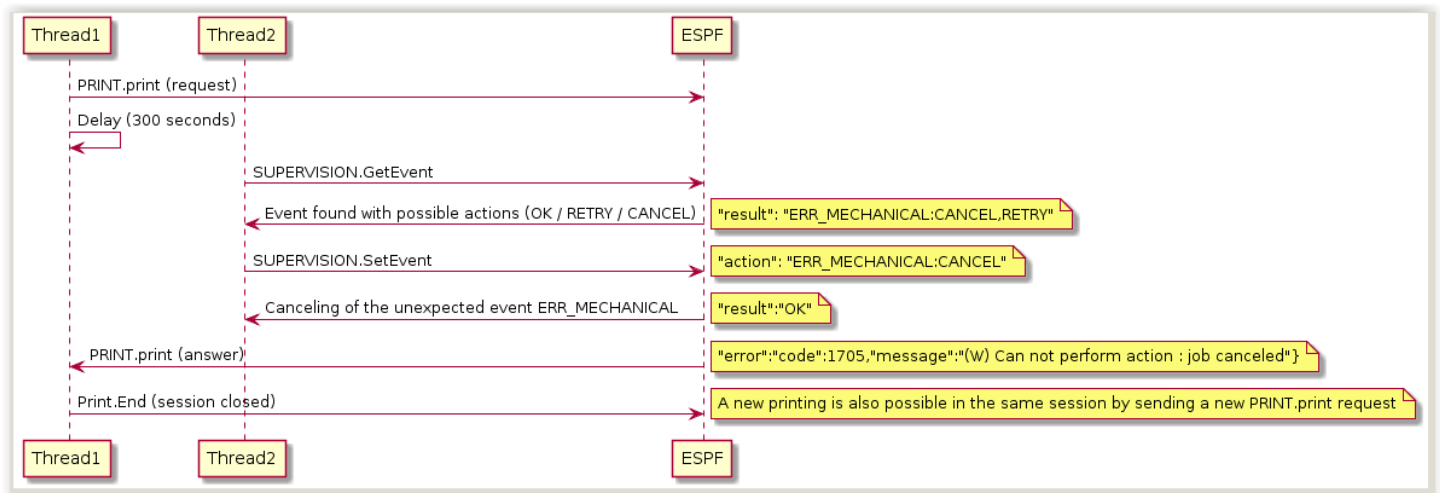 Thread1 Thread2 ESPF
PRINT.print (request)
Delay (300 seconds)
SUPERVISION.GetEvent
Event found with possible actions (OK / RETRY / CANCEL) "result": "ERR_MECHANICAL:CANCEL,RETRY"
SUPERVISION.SetEvent "action": "ERR_MECHANICAL:CANCEL"
Canceling of the unexpected event ERR_MECHANICAL "result":"OK"
PRINT.print (answer) "error":"code":1705,"message":"(W) Can not perform action : job canceled"}
Print.End (session closed) A new printing is also possible in the same session by sending a new PRINT.print request
Thread1 Thread2 ESPF